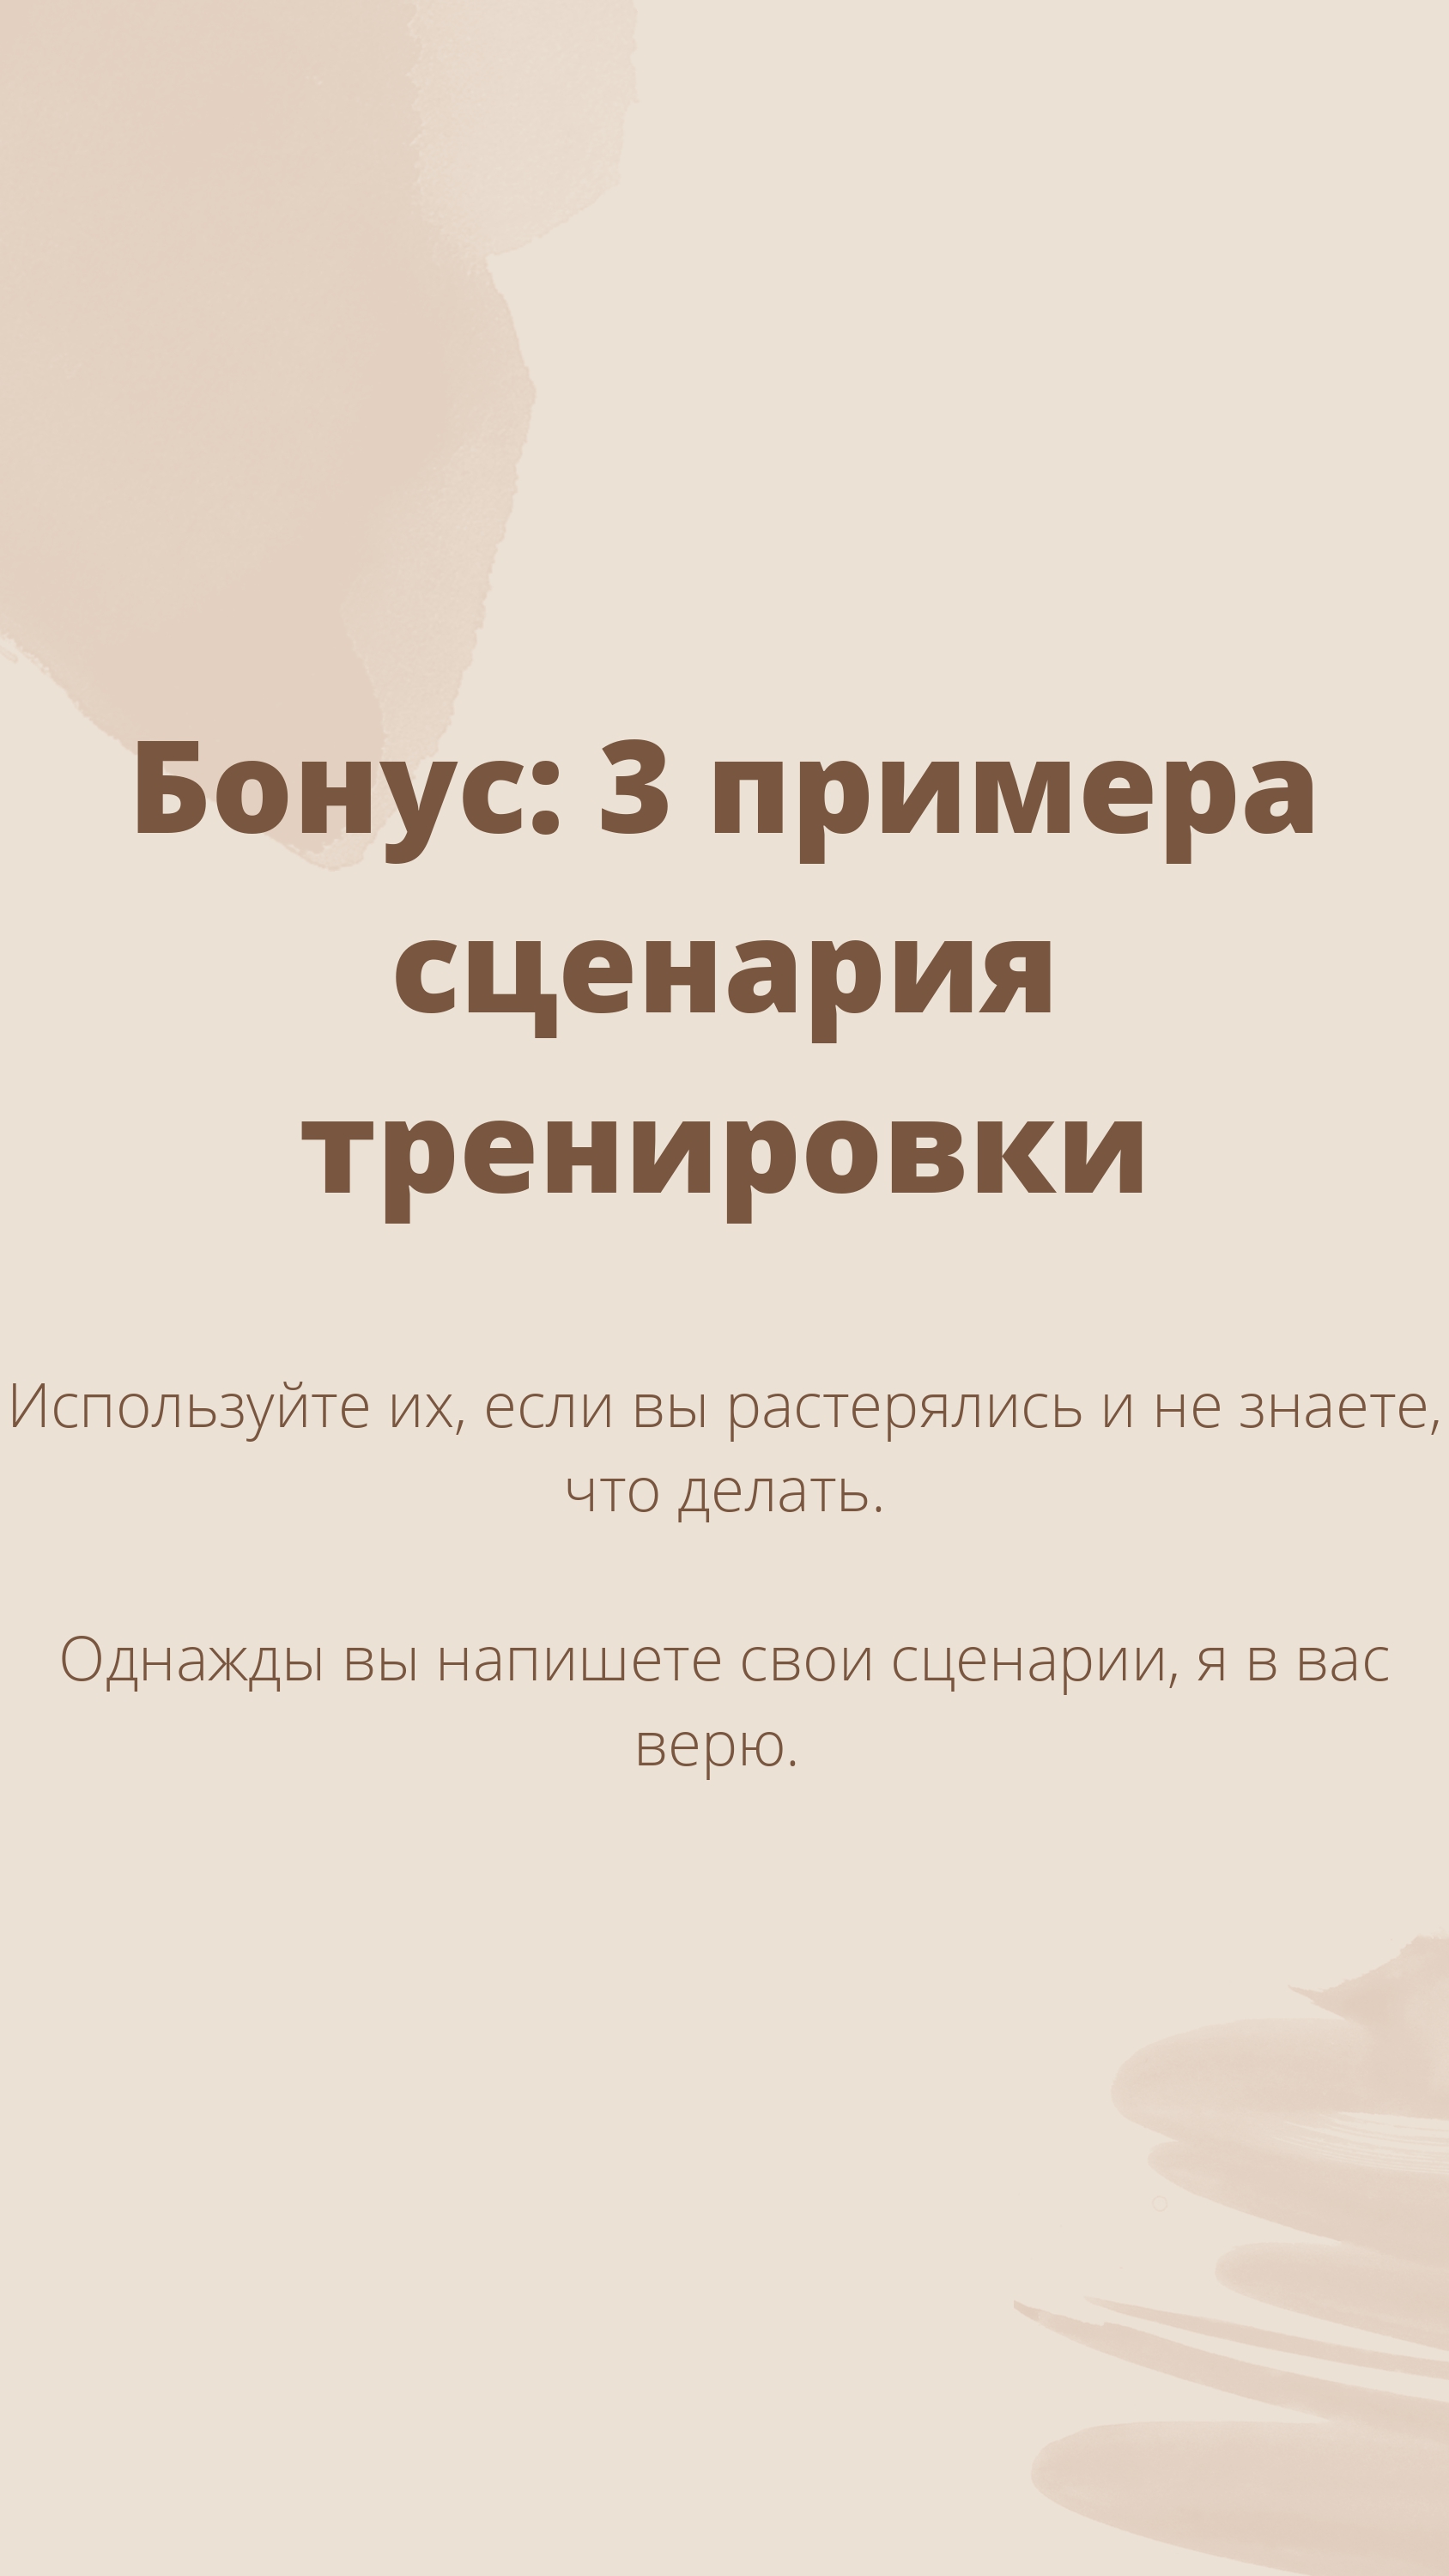 Бонус: 3 примера
сценария
тренировки
Используйте их, если вы растерялись и не знаете,
что делать.
Однажды вы напишете свои сценарии, я в вас
верю.